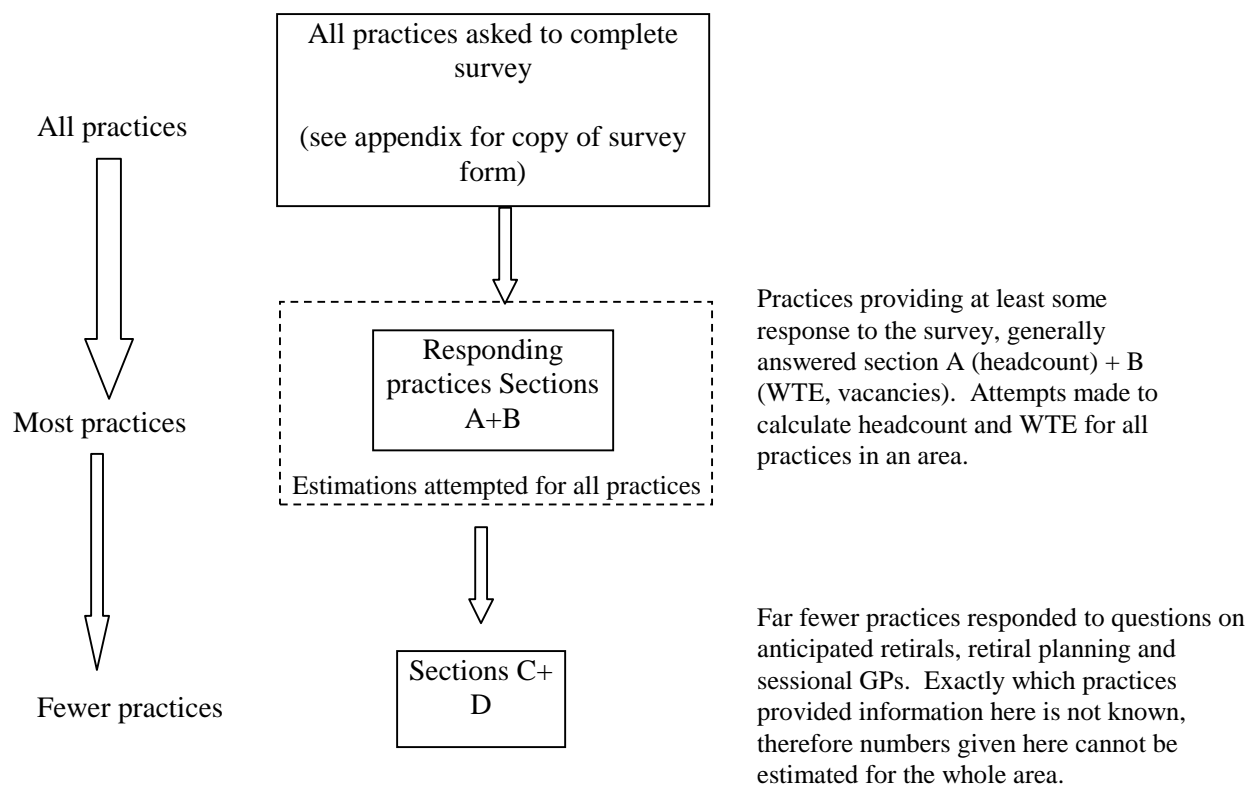 All practices asked to complete
survey
(see appendix for copy of survey
form)
All practices
Most practices
Fewer practices
Responding
practices Sections
A+B
Estimations attempted for all practices
Practices providing at least some
response to the survey, generally
answered section A (headcount) + B
(WTE, vacancies).  Attempts made to
calculate headcount and WTE for all
practices in an area.
Sections C+
D
Far fewer practices responded to questions on
anticipated retirals, retiral planning and
sessional GPs.  Exactly which practices
provided information here is not known,
therefore numbers given here cannot be
estimated for the whole area.